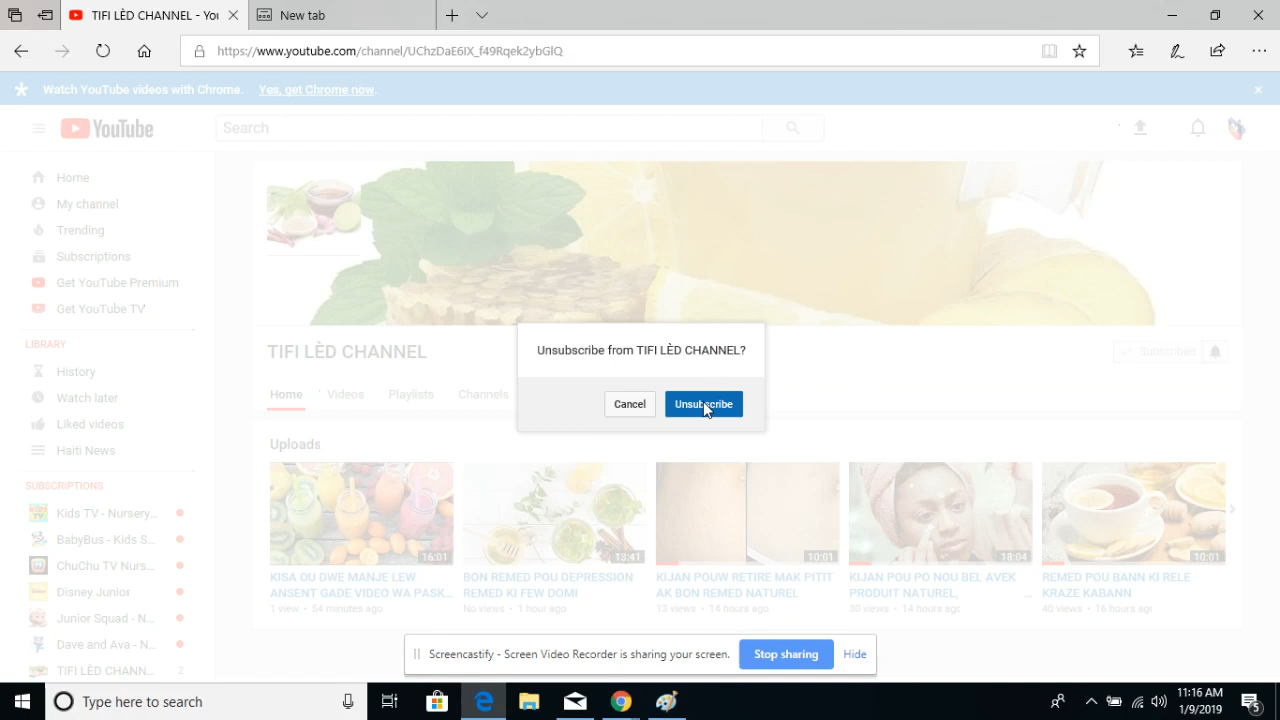 TIFI LÈD CHANNEL - You
New tab
https://www.youtube.com/channel/UChzDaE6IX_f49Rqek2ybGlQ
Watch YouTube videos with Chrome. Yes, get Chrome now.
YouTube
Search
Home
My channel
Trending
Subscriptions
Get YouTube Premium
Get YouTube TV
LIBRARY
History
Watch later
Liked videos
Haiti News
SUBSCRIPTIONS
Kids TV - Nursery...
BabyBus - Kids S...
ChuChu TV Nurs...
Disney Junior
Junior Squad - N...
Dave and Ava - N...
TIFI LÈD CHANN... 2
TIFI LÈD CHANNEL
Subscribed
Home Videos Playlists Channels
Unsubscribe from TIFI LÈD CHANNEL?
Cancel Unsubscribe
Uploads
16:01
KISA OU DWE MANJE LEW
ANSENT GADE VIDEO WA PASK...
1 view • 54 minutes ago
13:41
BON REMED POU DEPRESSION
REMED KI FEW DOMI
No views • 1 hour ago
10:01
KIJAN POUW RETIRE MAK PITIT
AK BON REMED NATUREL
13 views • 14 hours ago
18:04
KIJAN POU PO NOU BEL AVEK
PRODUIT NATUREL, ...
30 views • 14 hours ago
10:01
REMED POU BANN KI RELE
KRAZE KABANN
40 views • 16 hours ago
Screencastify - Screen Video Recorder is sharing your screen. Stop sharing Hide
Type here to search
11:16 AM
1/9/2019
5